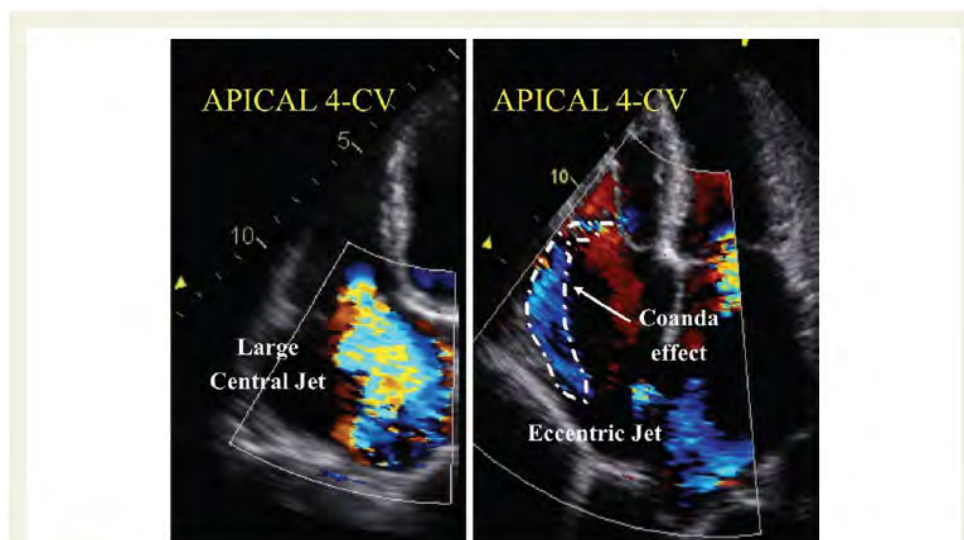 APICAL 4-CV
5
10
Large
Central Jet
APICAL 4-CV
10
Coanda
effect
Eccentric Jet